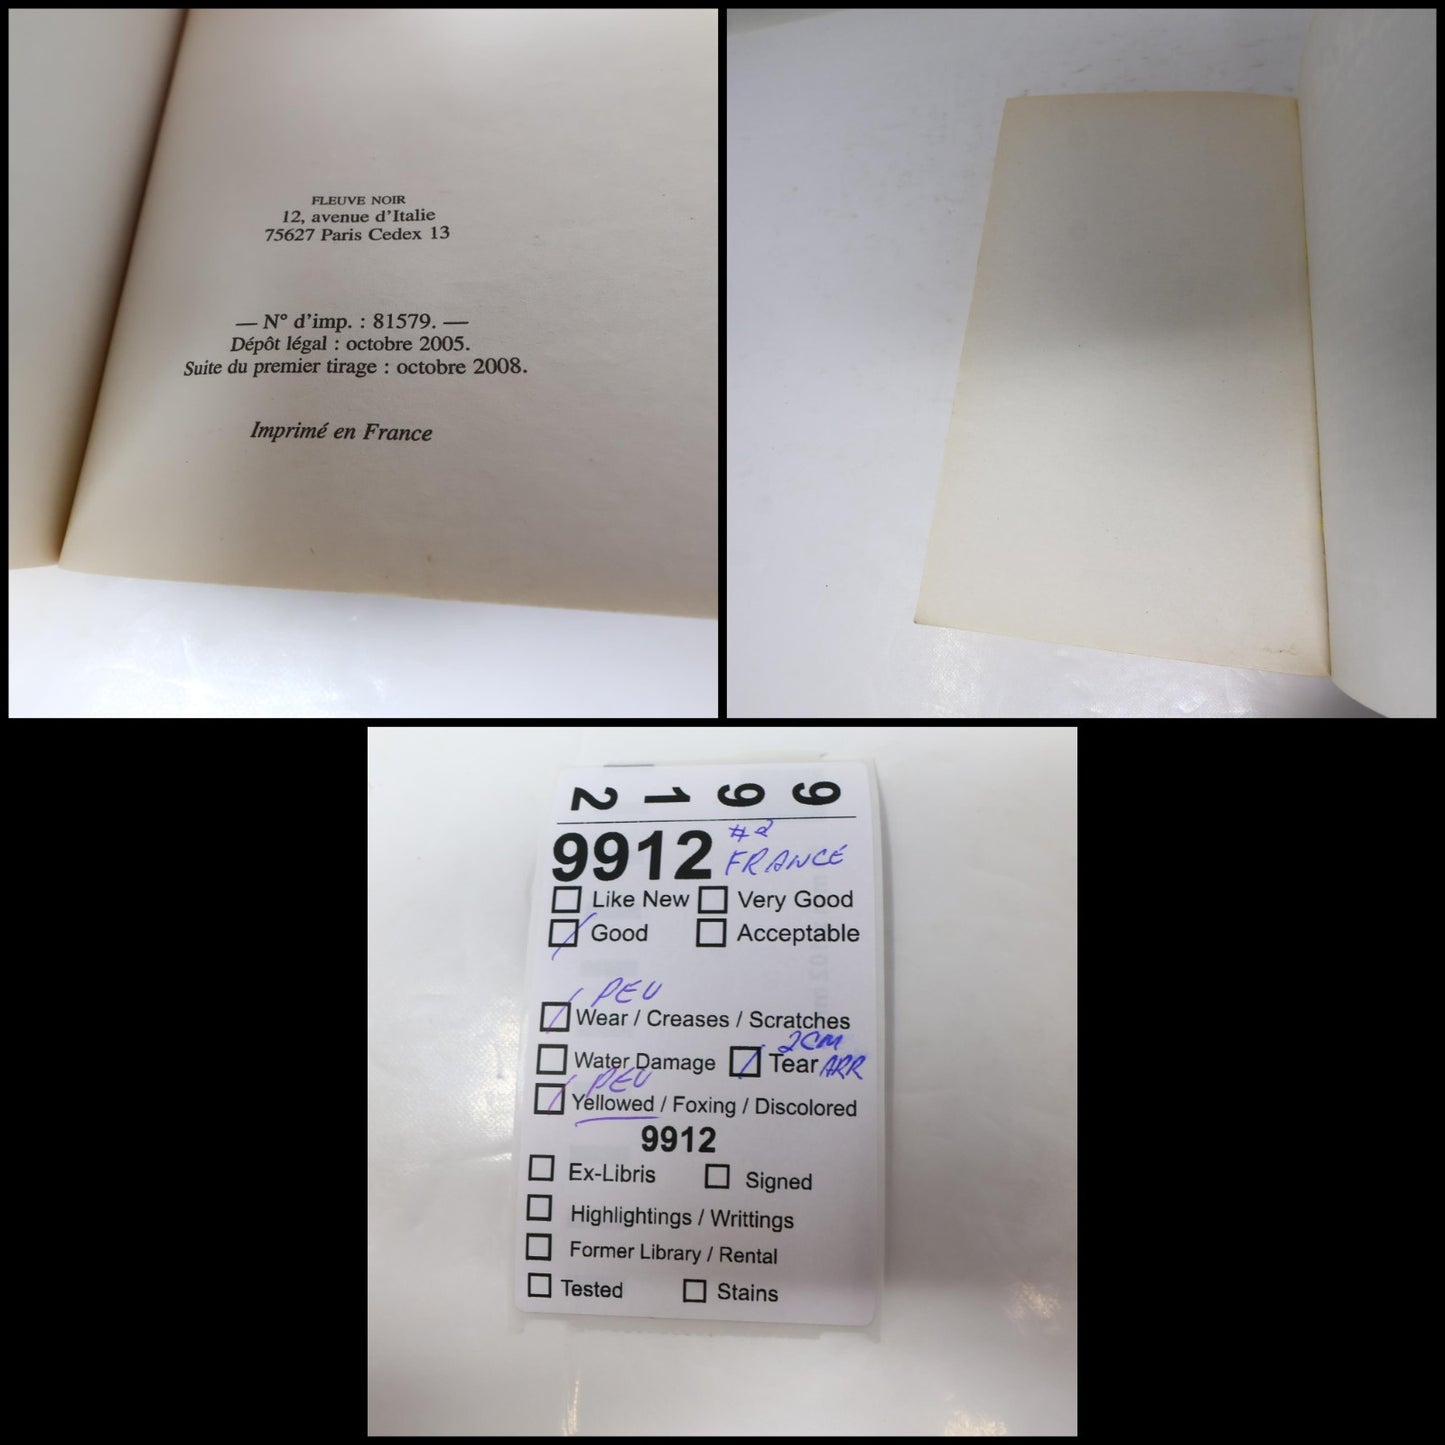 FLEUVE NOIR
12, avenue d'Italie
75627 Paris Cedex 13
— N° d'imp. : 81579. —
Dépôt légal : octobre 2005.
Suite du premier tirage : octobre 2008.
Imprimé en France
2 1 9 9
9912 #2
FRANCE
Like New Very Good
Good Acceptable
PEU
Wear / Creases / Scratches
2CM
Water Damage Tear ARR
PEU
Yellowed / Foxing / Discolored
9912
Ex-Libris Signed
Highlightings / Writtings
Former Library / Rental
Tested Stains